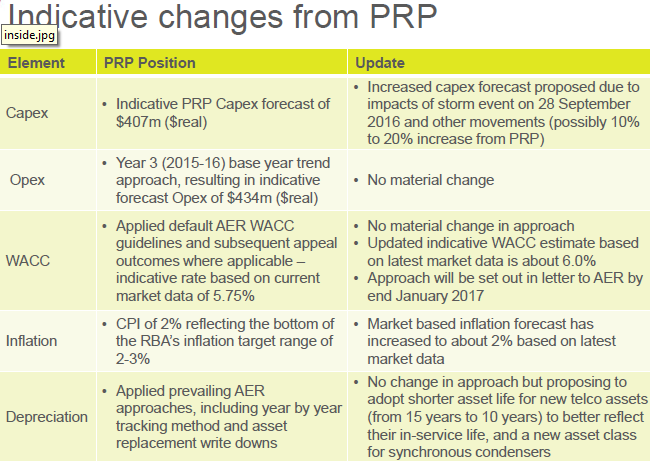 Indicative changes from PRP
inside.jpg
Element
PRP Position
Update
Capex
• Indicative PRP Capex forecast of
$407m ($real)
• Increased capex forecast proposed due to
impacts of storm event on 28 September
2016 and other movements (possibly 10%
to 20% increase from PRP)
Opex
• Year 3 (2015-16) base year trend
approach, resulting in indicative
forecast Opex of $434m ($real)
• No material change
WACC
• Applied default AER WACC
guidelines and subsequent appeal
outcomes where applicable –
indicative rate based on current
market data of 5.75%
• No material change in approach
• Updated indicative WACC estimate based
on latest market data is about 6.0%
• Approach will be set out in letter to AER by
end January 2017
Inflation
• CPI of 2% reflecting the bottom of
the RBA's inflation target range of
2-3%
• Market based inflation forecast has
increased to about 2% based on latest
market data
Depreciation
• Applied prevailing AER
approaches, including year by year
tracking method and asset
replacement write downs
• No change in approach but proposing to
adopt shorter asset life for new telco assets
(from 15 years to 10 years) to better reflect
their in-service life, and a new asset class
for synchronous condensers